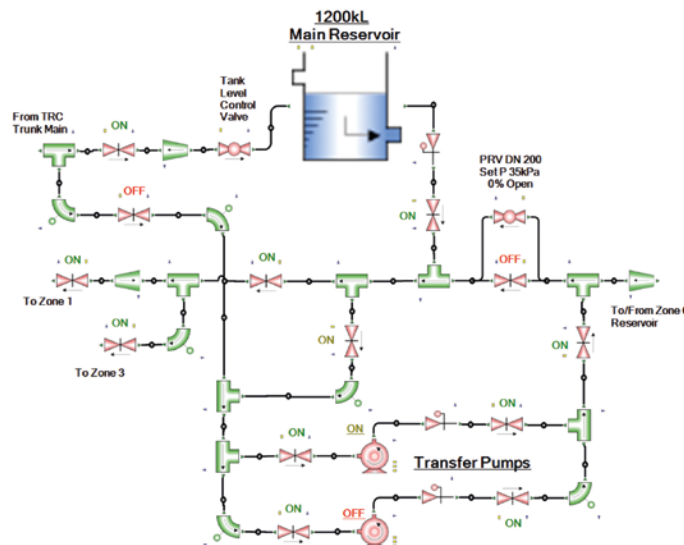 1200kL
Main Reservoir
Tank
Level
Control
Valve
From TRC
Trunk Main
ON
OFF
PRV DN 200
Set P 35kPa
0% Open
ON
OFF
ON
ON
To Zone 1
To/From Zone
Reservoir
ON
ON
ON
To Zone 3
ON
ON
ON
Transfer Pumps
ON
OFF
ON